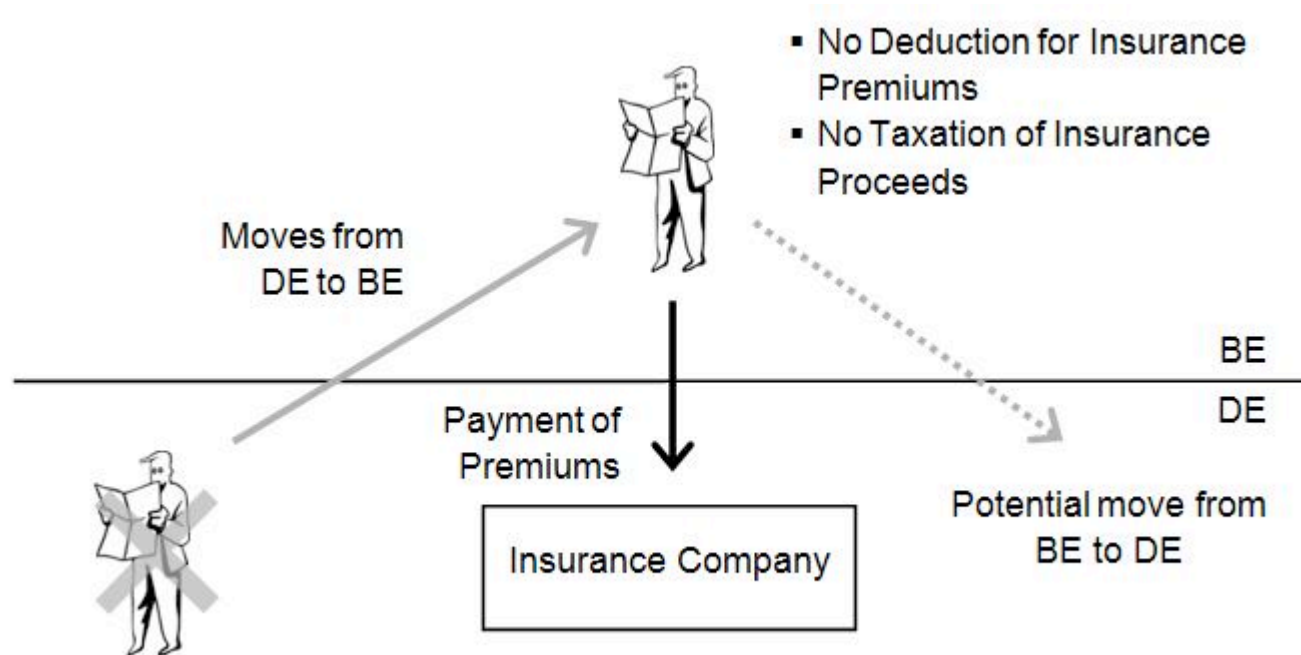 ▪ No Deduction for Insurance
Premiums
▪ No Taxation of Insurance
Proceeds
Moves from
DE to BE
BE
DE
Payment of
Premiums
Insurance Company
Potential move from
BE to DE